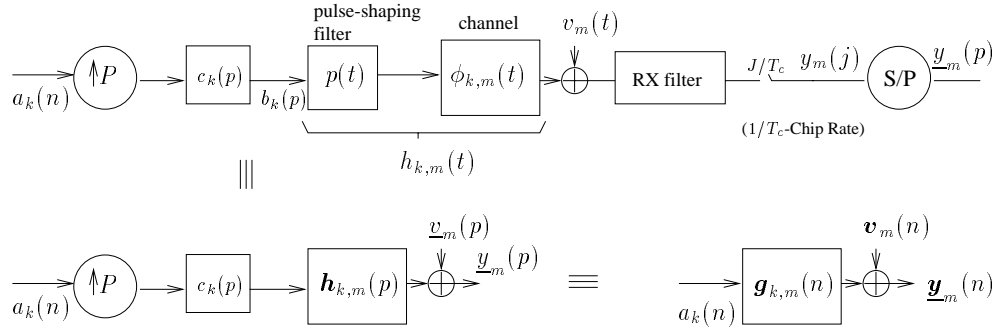 pulse-shaping
filter
channel
v_m(t)
↑P
c_k(p)
p(t)
φ_{k,m}(t)
RX filter
J/T_c
y_m(j)
S/P
y_m(p)
a_k(n)
b_k(p)
(1/T_c-Chip Rate)
h_{k,m}(t)
|||
v_m(p)
v_m(n)
↑P
c_k(p)
h_{k,m}(p)
y_m(p)
≡
g_{k,m}(n)
y_m(n)
a_k(n)
a_k(n)